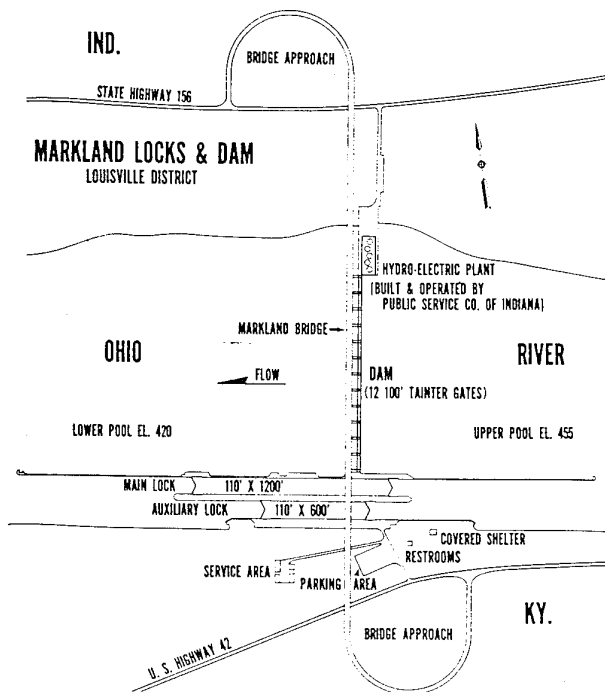 IND.
BRIDGE APPROACH
STATE HIGHWAY 156
MARKLAND LOCKS & DAM
LOUISVILLE DISTRICT
HYDRO-ELECTRIC PLANT
(BUILT & OPERATED BY
PUBLIC SERVICE CO. OF INDIANA)
MARKLAND BRIDGE
OHIO
RIVER
FLOW
DAM
(12 100' TAINTER GATES)
LOWER POOL EL. 420
UPPER POOL EL. 455
MAIN LOCK
110' X 1200'
AUXILIARY LOCK
110' X 600'
COVERED SHELTER
RESTROOMS
SERVICE AREA
PARKING AREA
KY.
BRIDGE APPROACH
U. S. HIGHWAY 42